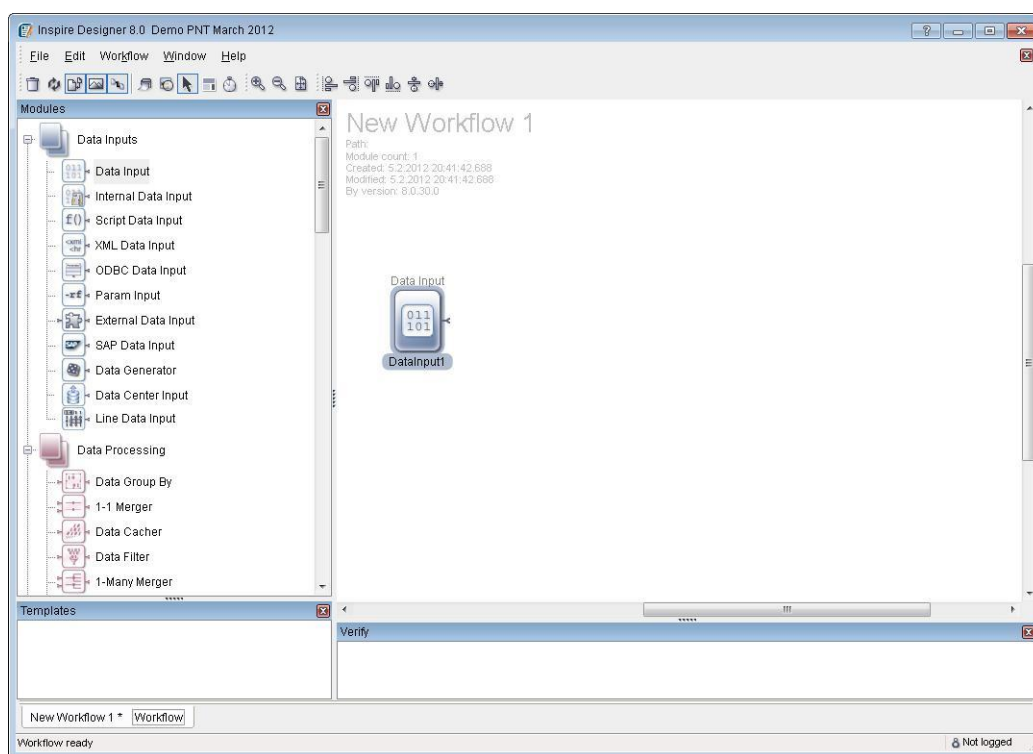 Inspire Designer 8.0 Demo PNT March 2012
File Edit Workflow Window Help
Modules
Data Inputs
Data Input
Internal Data Input
Script Data Input
XML Data Input
ODBC Data Input
Param Input
External Data Input
SAP Data Input
Data Generator
Data Center Input
Line Data Input
Data Processing
Data Group By
1-1 Merger
Data Cacher
Data Filter
1-Many Merger
Templates
New Workflow 1
Path:
Module count: 1
Created: 5.2.2012 20:41:42.688
Modified: 5.2.2012 20:41:42.688
By version: 8.0.30.0
Data Input
011
101
DataInput1
Verify
New Workflow 1 * Workflow
Workflow ready
Not logged